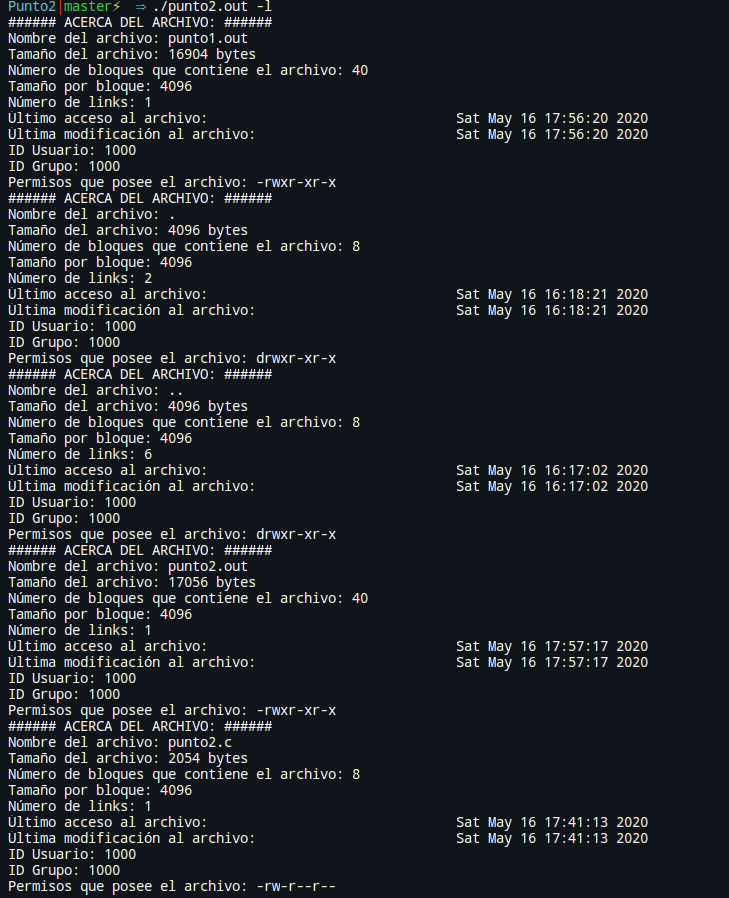 Punto2|master⚡ ⇒ ./punto2.out -l
###### ACERCA DEL ARCHIVO: ######
Nombre del archivo: punto1.out
Tamaño del archivo: 16904 bytes
Número de bloques que contiene el archivo: 40
Tamaño por bloque: 4096
Número de links: 1
Último acceso al archivo: Sat May 16 17:56:20 2020
Última modificación al archivo: Sat May 16 17:56:20 2020
ID Usuario: 1000
ID Grupo: 1000
Permisos que posee el archivo: -rwxr-xr-x
###### ACERCA DEL ARCHIVO: ######
Nombre del archivo: .
Tamaño del archivo: 4096 bytes
Número de bloques que contiene el archivo: 8
Tamaño por bloque: 4096
Número de links: 2
Último acceso al archivo: Sat May 16 16:18:21 2020
Última modificación al archivo: Sat May 16 16:18:21 2020
ID Usuario: 1000
ID Grupo: 1000
Permisos que posee el archivo: drwxr-xr-x
###### ACERCA DEL ARCHIVO: ######
Nombre del archivo: ..
Tamaño del archivo: 4096 bytes
Número de bloques que contiene el archivo: 8
Tamaño por bloque: 4096
Número de links: 6
Último acceso al archivo: Sat May 16 16:17:02 2020
Última modificación al archivo: Sat May 16 16:17:02 2020
ID Usuario: 1000
ID Grupo: 1000
Permisos que posee el archivo: drwxr-xr-x
###### ACERCA DEL ARCHIVO: ######
Nombre del archivo: punto2.out
Tamaño del archivo: 17056 bytes
Número de bloques que contiene el archivo: 40
Tamaño por bloque: 4096
Número de links: 1
Último acceso al archivo: Sat May 16 17:57:17 2020
Última modificación al archivo: Sat May 16 17:57:17 2020
ID Usuario: 1000
ID Grupo: 1000
Permisos que posee el archivo: -rwxr-xr-x
###### ACERCA DEL ARCHIVO: ######
Nombre del archivo: punto2.c
Tamaño del archivo: 2054 bytes
Número de bloques que contiene el archivo: 8
Tamaño por bloque: 4096
Número de links: 1
Último acceso al archivo: Sat May 16 17:41:13 2020
Última modificación al archivo: Sat May 16 17:41:13 2020
ID Usuario: 1000
ID Grupo: 1000
Permisos que posee el archivo: -rw-r--r--